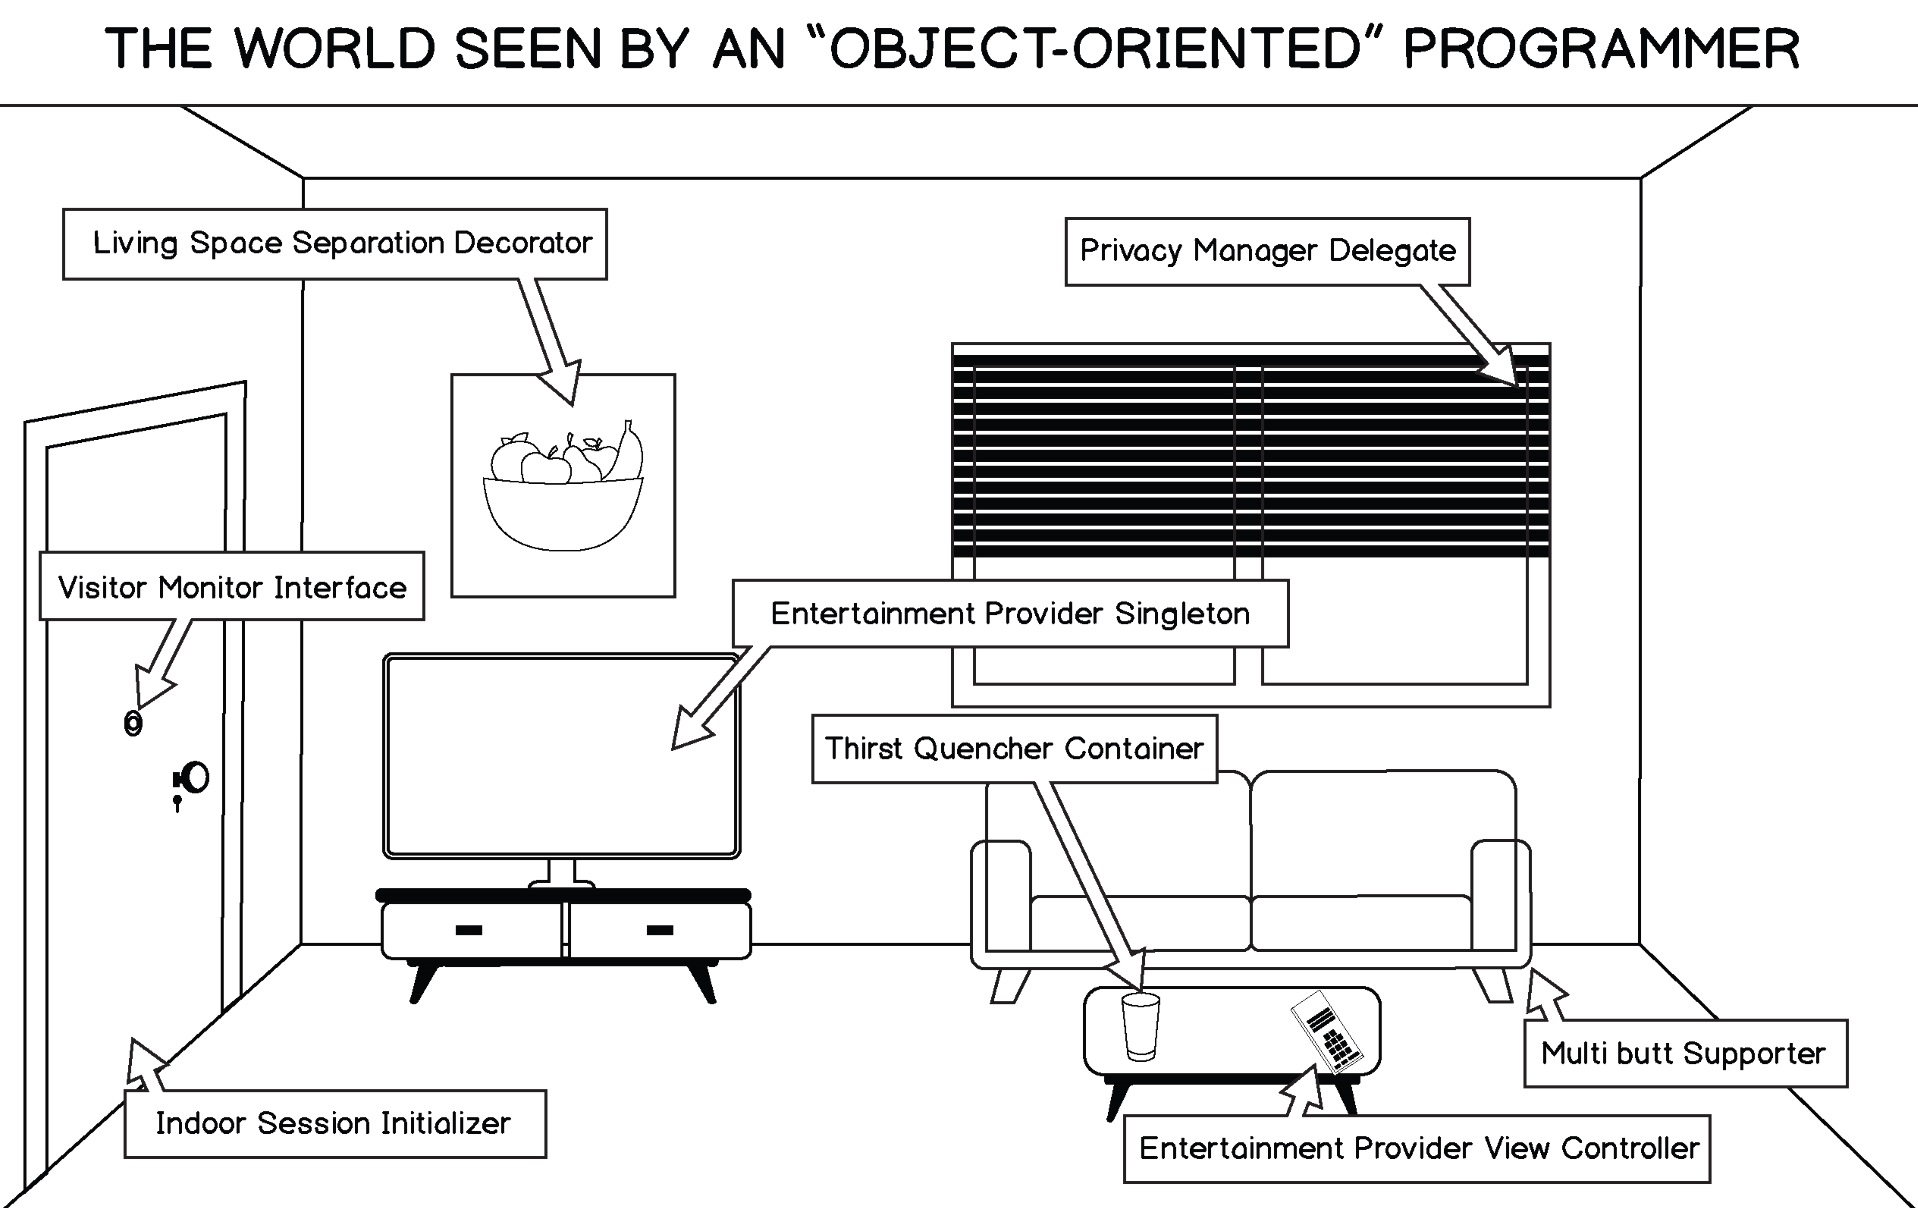 THE WORLD SEEN BY AN “OBJECT-ORIENTED” PROGRAMMER
Living Space Separation Decorator
Privacy Manager Delegate
Visitor Monitor Interface
Entertainment Provider Singleton
Thirst Quencher Container
Multi butt Supporter
Indoor Session Initializer
Entertainment Provider View Controller